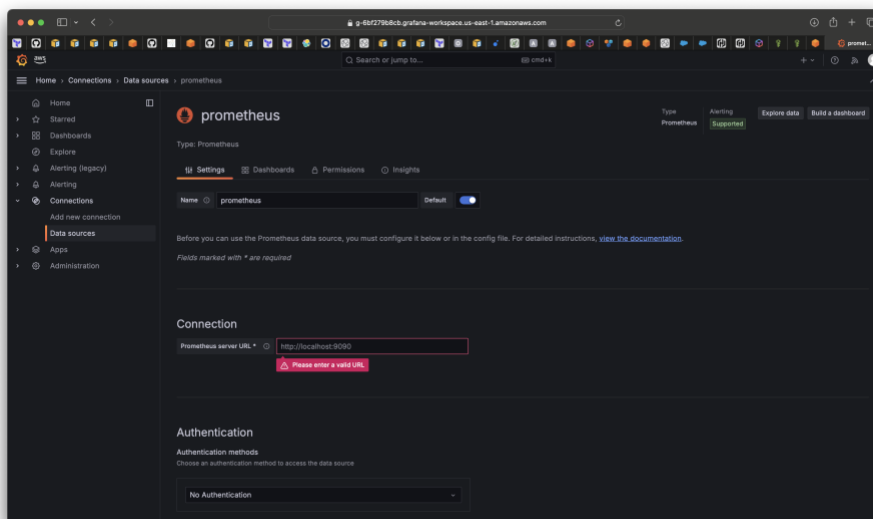 g-6bf279b8cb.grafana-workspace.us-east-1.amazonaws.com
promet...
aws
Search or jump to...
cmd+k
Home › Connections › Data sources › prometheus
Home
Starred
Dashboards
Explore
Alerting (legacy)
Alerting
Connections
Add new connection
Data sources
Apps
Administration
prometheus
Type
Prometheus
Alerting
Supported
Explore data
Build a dashboard
Type: Prometheus
Settings
Dashboards
Permissions
Insights
Name
prometheus
Default
Before you can use the Prometheus data source, you must configure it below or in the config file. For detailed instructions, view the documentation.
Fields marked with * are required
Connection
Prometheus server URL *
http://localhost:9090
Please enter a valid URL
Authentication
Authentication methods
Choose an authentication method to access the data source
No Authentication